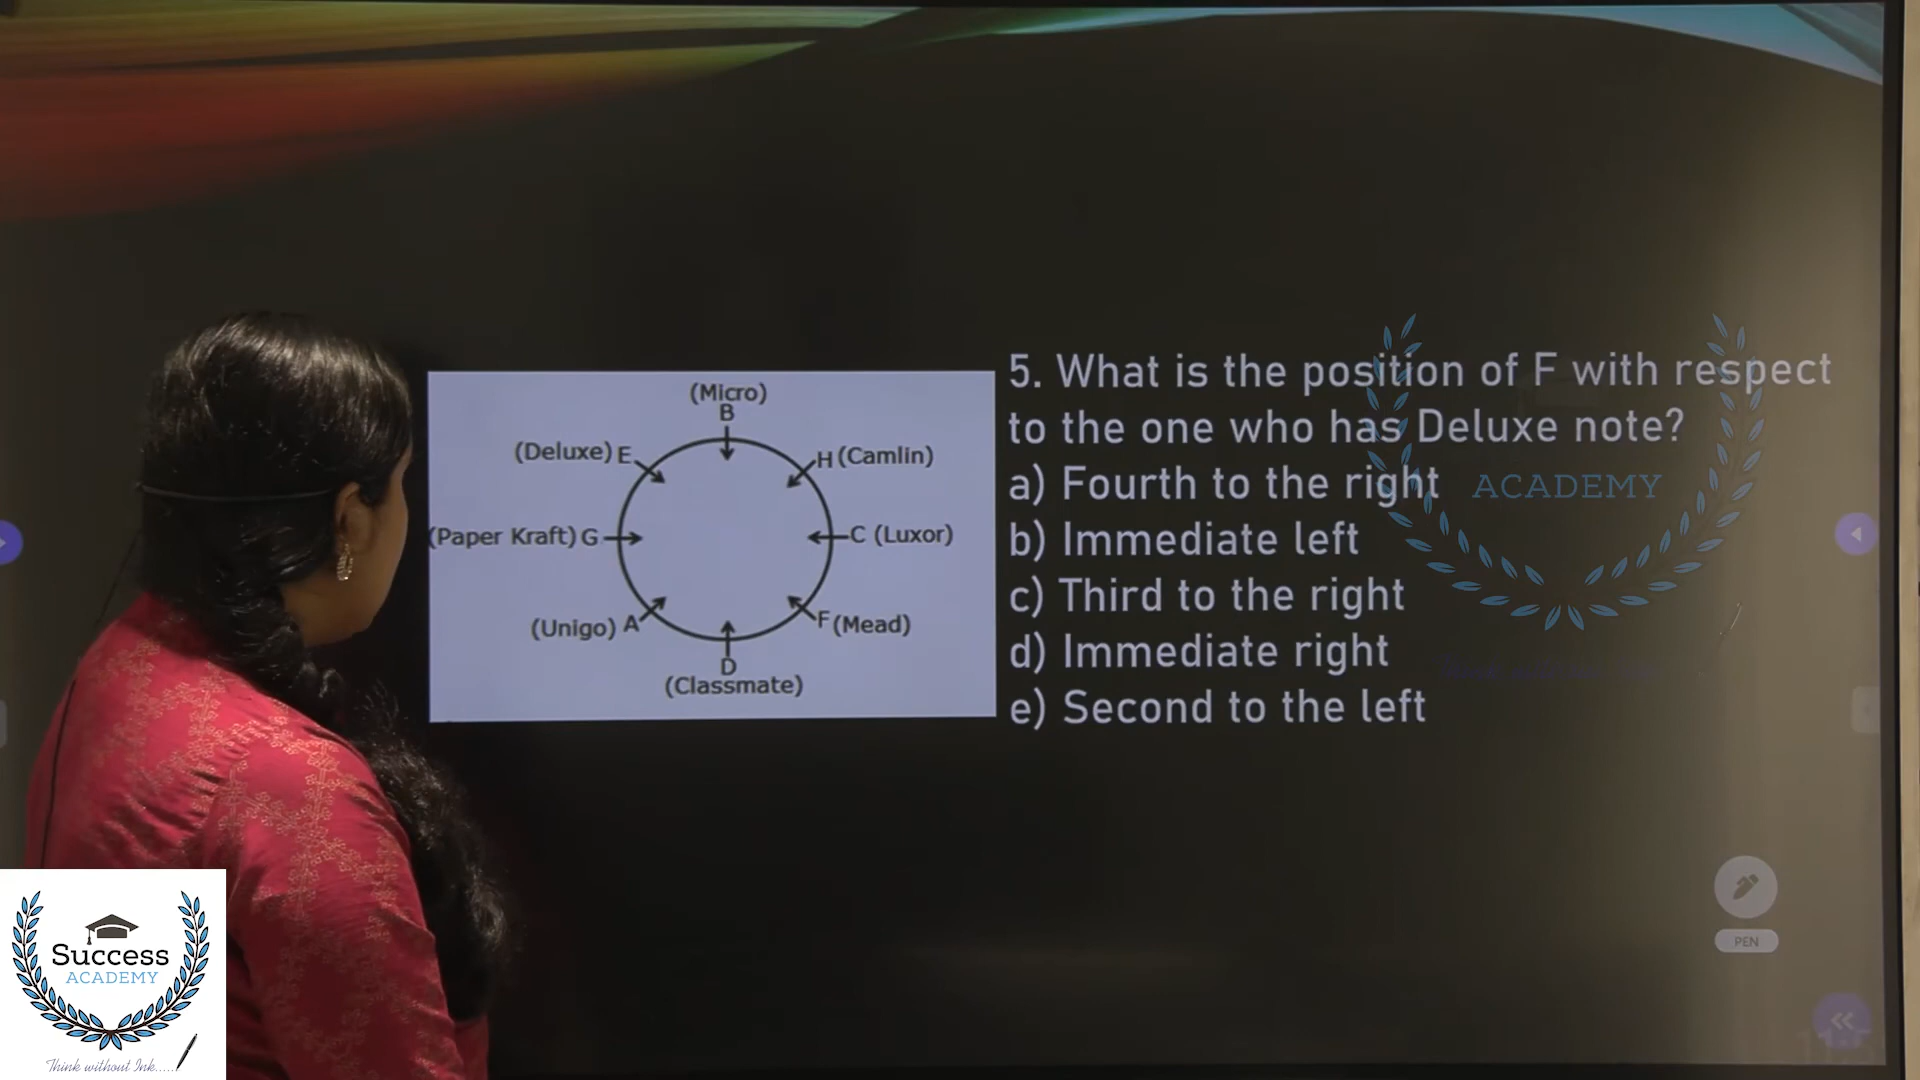 (Micro)
B
(Deluxe) E
H (Camlin)
(Paper Kraft) G
C (Luxor)
(Unigo) A
F (Mead)
D
(Classmate)
5. What is the position of F with respect
to the one who has Deluxe note?
a) Fourth to the right
b) Immediate left
c) Third to the right
d) Immediate right
e) Second to the left
ACADEMY
PEN
Success
ACADEMY
Think without Ink.....